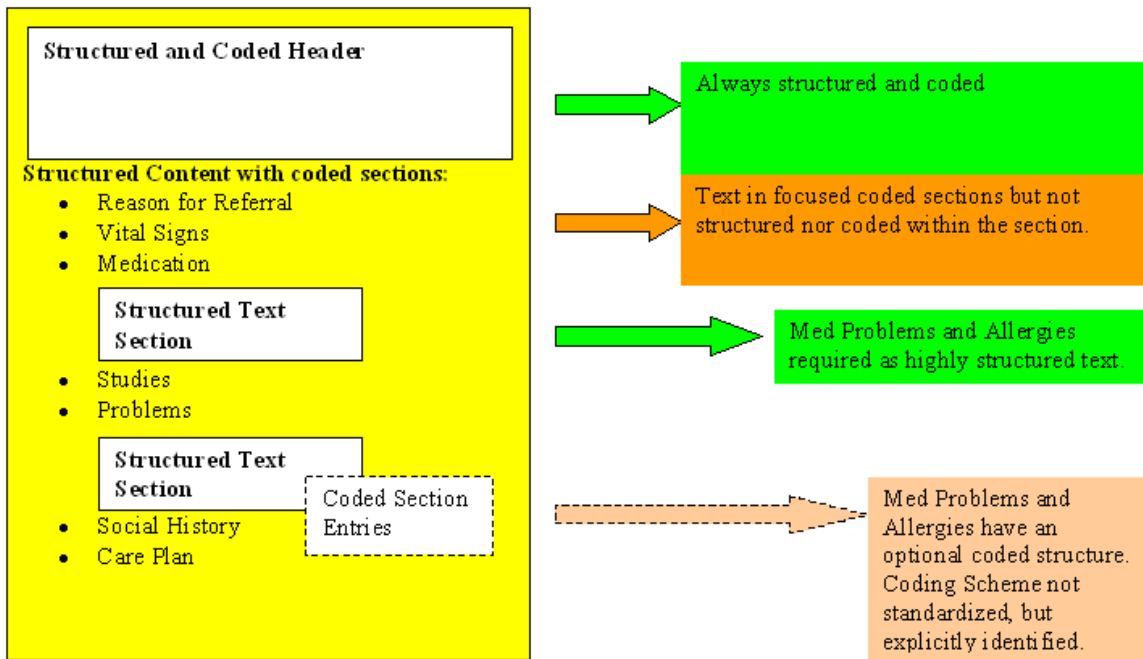 Structured and Coded Header
Structured Content with coded sections:
• Reason for Referral
• Vital Signs
• Medication
Structured Text
Section
• Studies
• Problems
Structured Text
Section
Coded Section
Entries
• Social History
• Care Plan
Always structured and coded
Text in focused coded sections but not
structured nor coded within the section.
Med Problems and Allergies
required as highly structured text.
Med Problems and
Allergies have an
optional coded structure.
Coding Scheme not
standardized, but
explicitly identified.